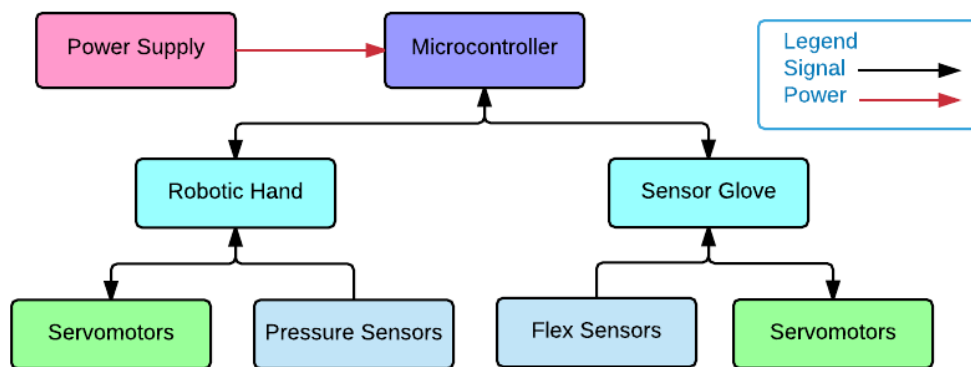 Power Supply
Microcontroller
Legend
Signal
Power
Robotic Hand
Sensor Glove
Servomotors
Pressure Sensors
Flex Sensors
Servomotors